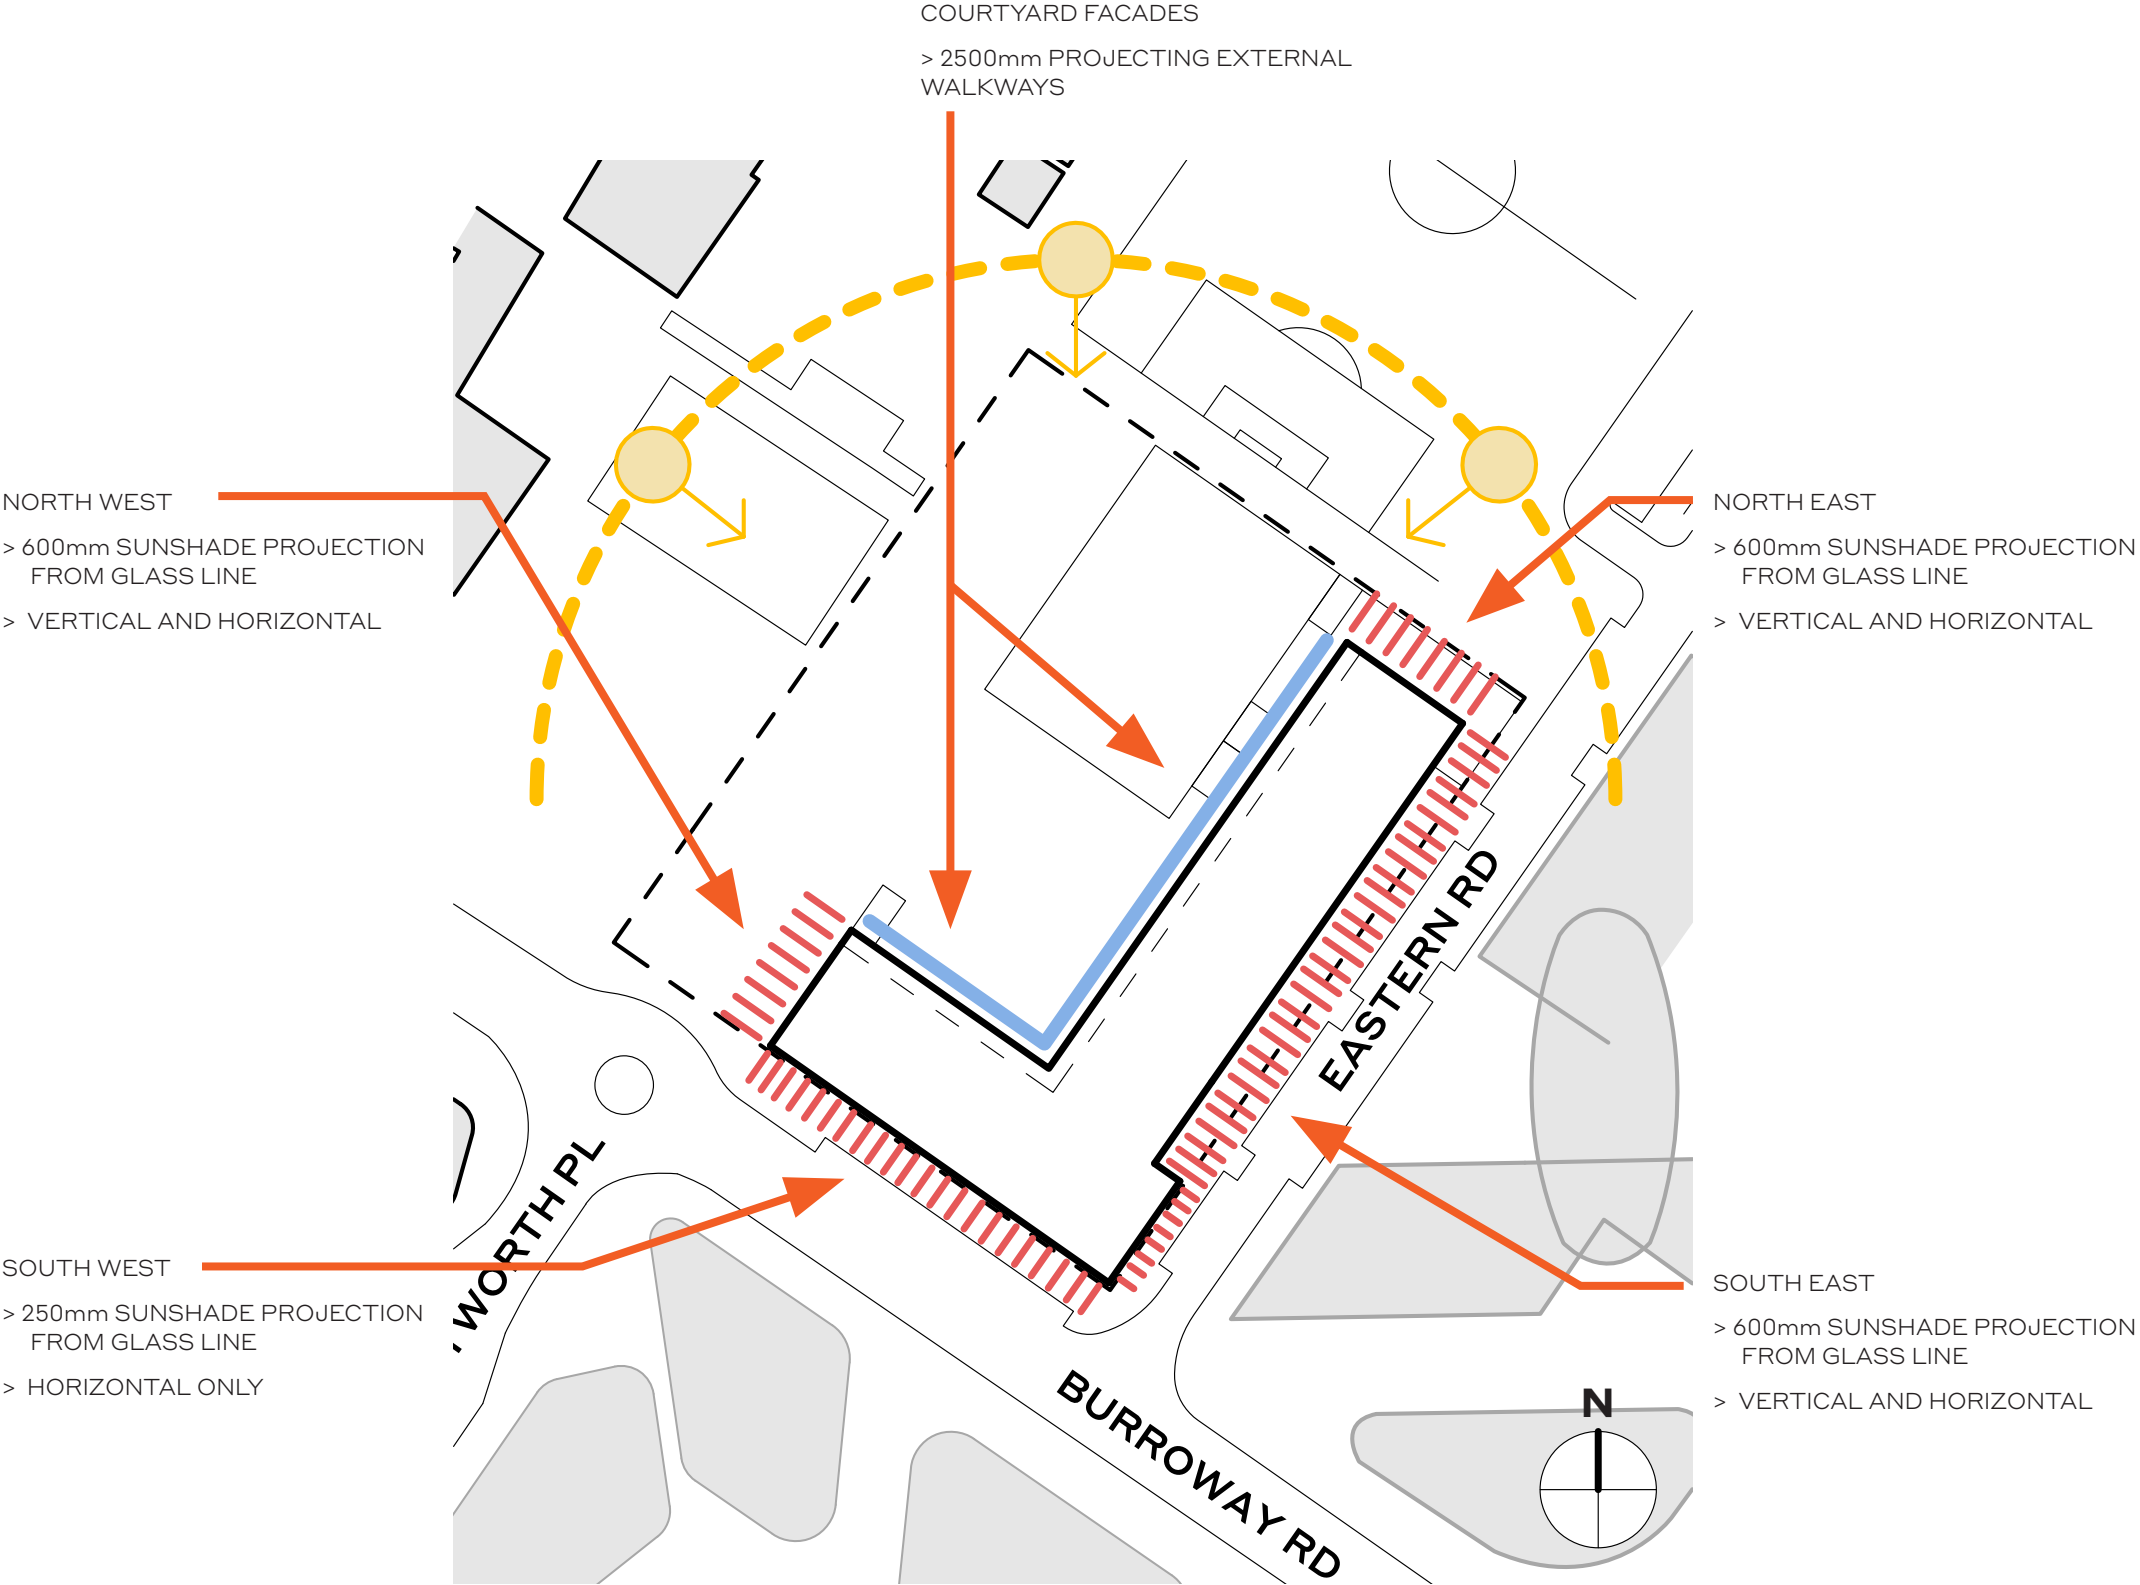 COURTYARD FACADES
> 2500mm PROJECTING EXTERNAL
WALKWAYS
NORTH WEST
> 600mm SUNSHADE PROJECTION
FROM GLASS LINE
> VERTICAL AND HORIZONTAL
NORTH EAST
> 600mm SUNSHADE PROJECTION
FROM GLASS LINE
> VERTICAL AND HORIZONTAL
EASTERN RD
WORTH PL
SOUTH WEST
> 250mm SUNSHADE PROJECTION
FROM GLASS LINE
> HORIZONTAL ONLY
SOUTH EAST
> 600mm SUNSHADE PROJECTION
FROM GLASS LINE
> VERTICAL AND HORIZONTAL
BURROWAY RD
N